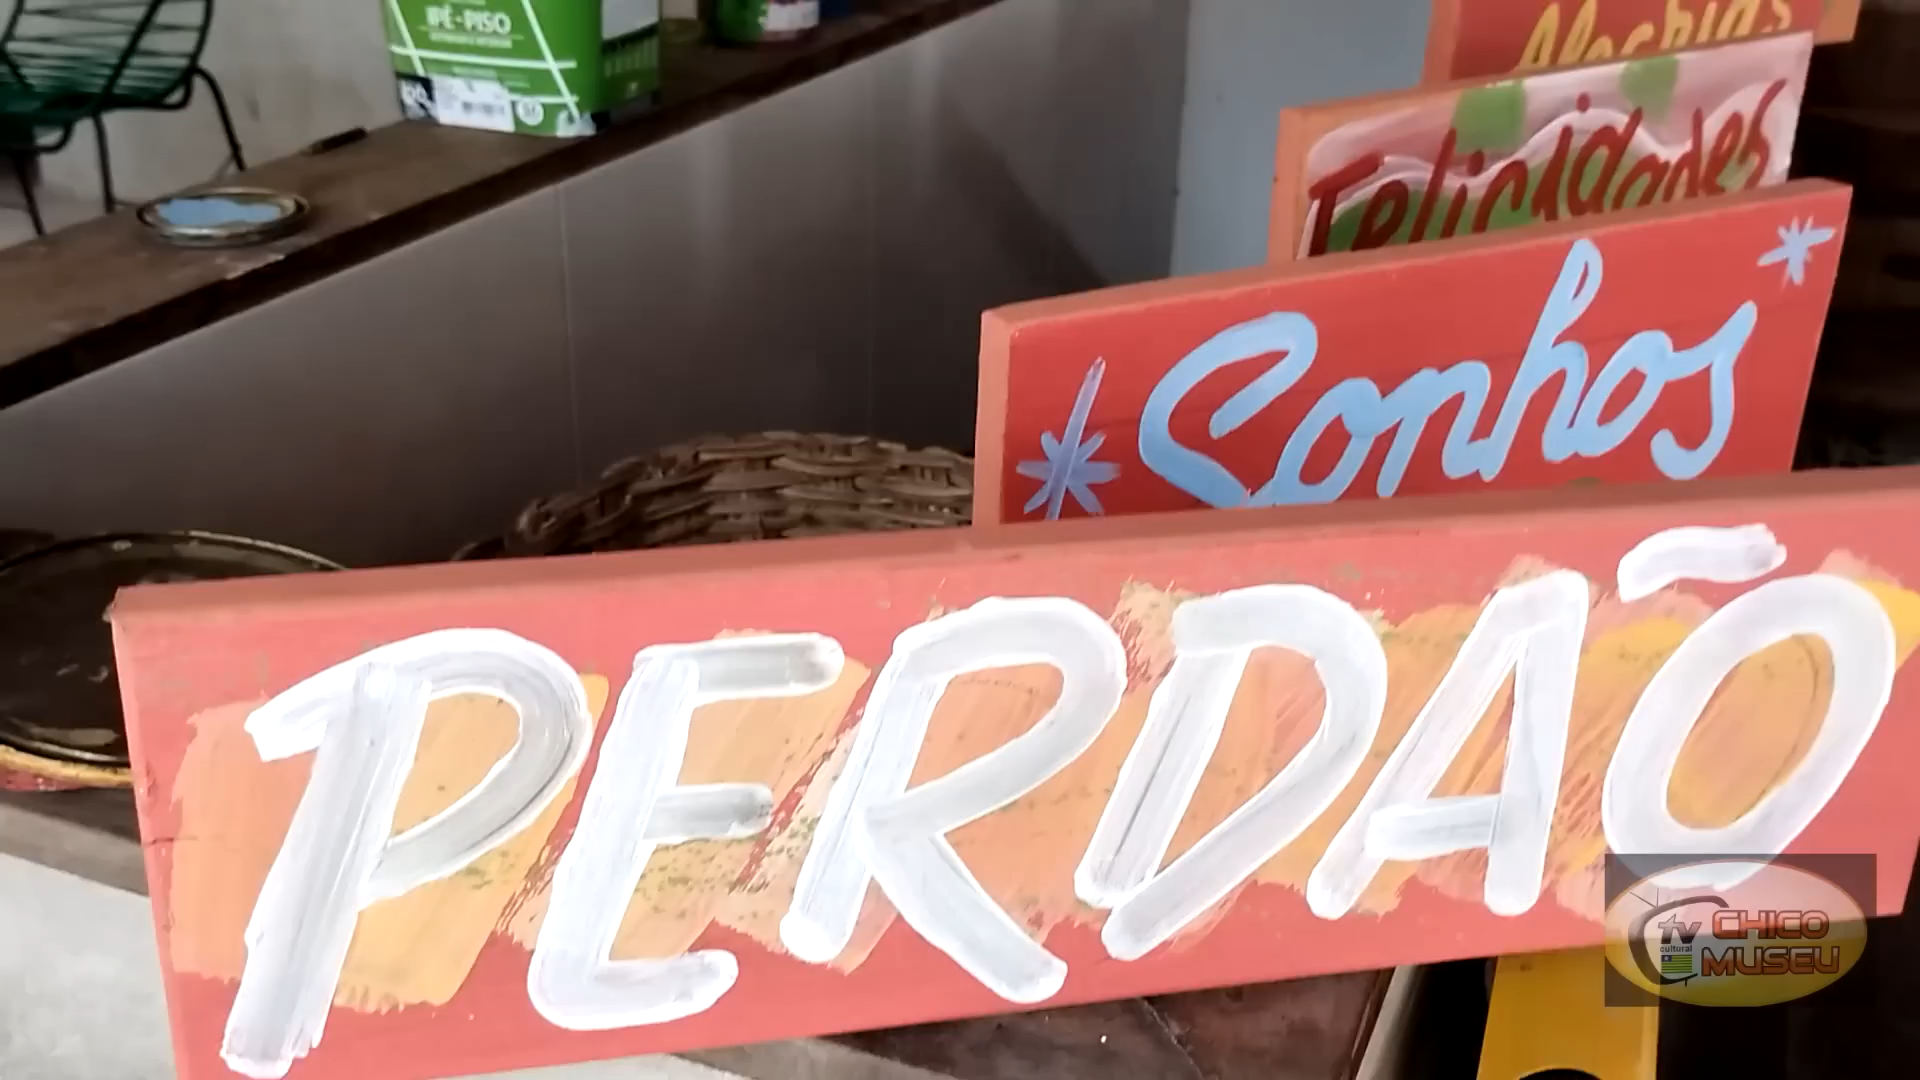 IPÊ-PISO
Alegrias
Felicidades
Sonhos
PERDÃO
tv CHICO
cultural
MUSEU